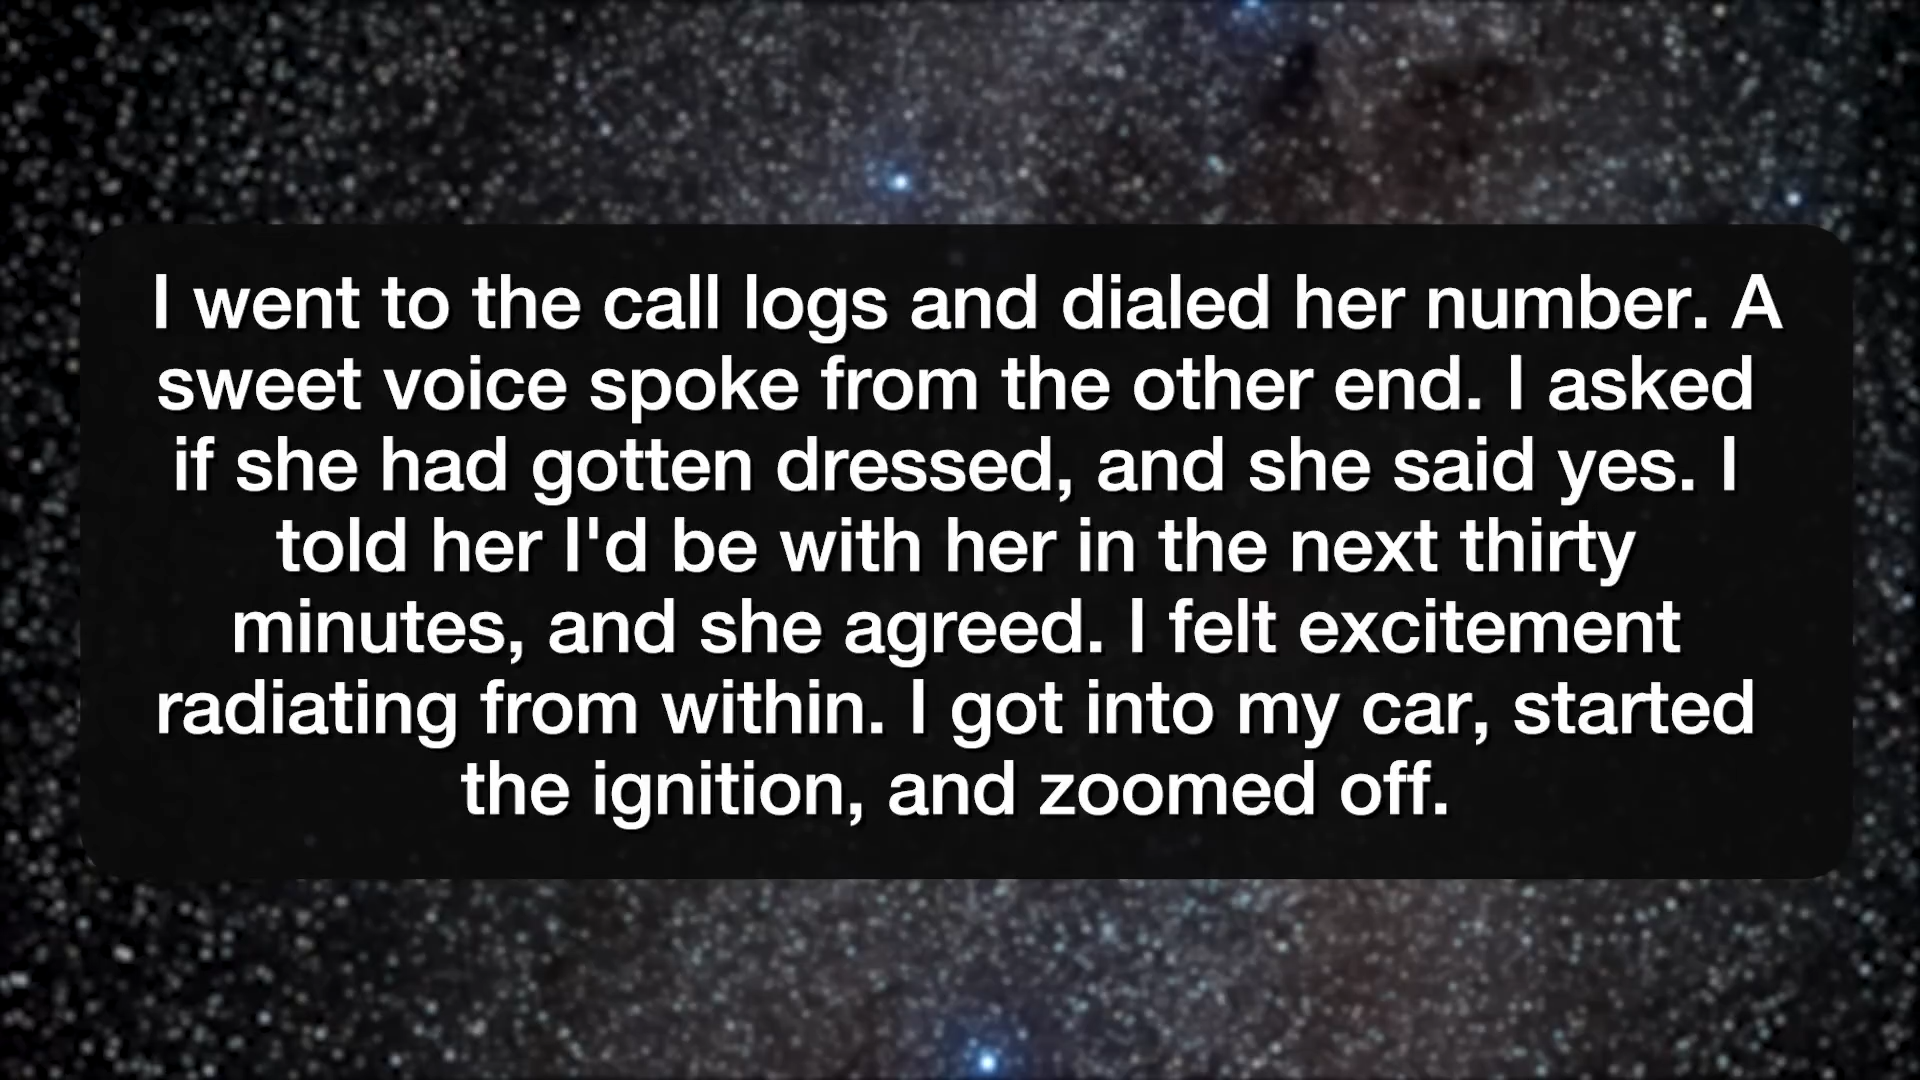 I went to the call logs and dialed her number. A
sweet voice spoke from the other end. I asked
if she had gotten dressed, and she said yes. I
told her I'd be with her in the next thirty
minutes, and she agreed. I felt excitement
radiating from within. I got into my car, started
the ignition, and zoomed off.